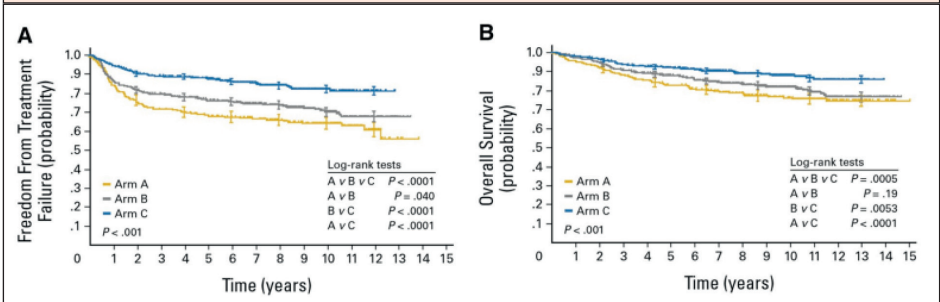 A
Freedom From Treatment
Failure (probability)
1.0
.9
.8
.7
.6
.5
.4
.3
.2
.1
Arm A
Arm B
Arm C
P < .001
Log-rank tests
A v B v C P < .0001
A v B P = .040
B v C P < .0001
A v C P < .0001
0 1 2 3 4 5 6 7 8 9 10 11 12 13 14 15
Time (years)
B
Overall Survival
(probability)
1.0
.9
.8
.7
.6
.5
.4
.3
.2
.1
Arm A
Arm B
Arm C
P < .001
Log-rank tests
A v B v C P = .0005
A v B P = .19
B v C P = .0053
A v C P < .0001
0 1 2 3 4 5 6 7 8 9 10 11 12 13 14 15
Time (years)